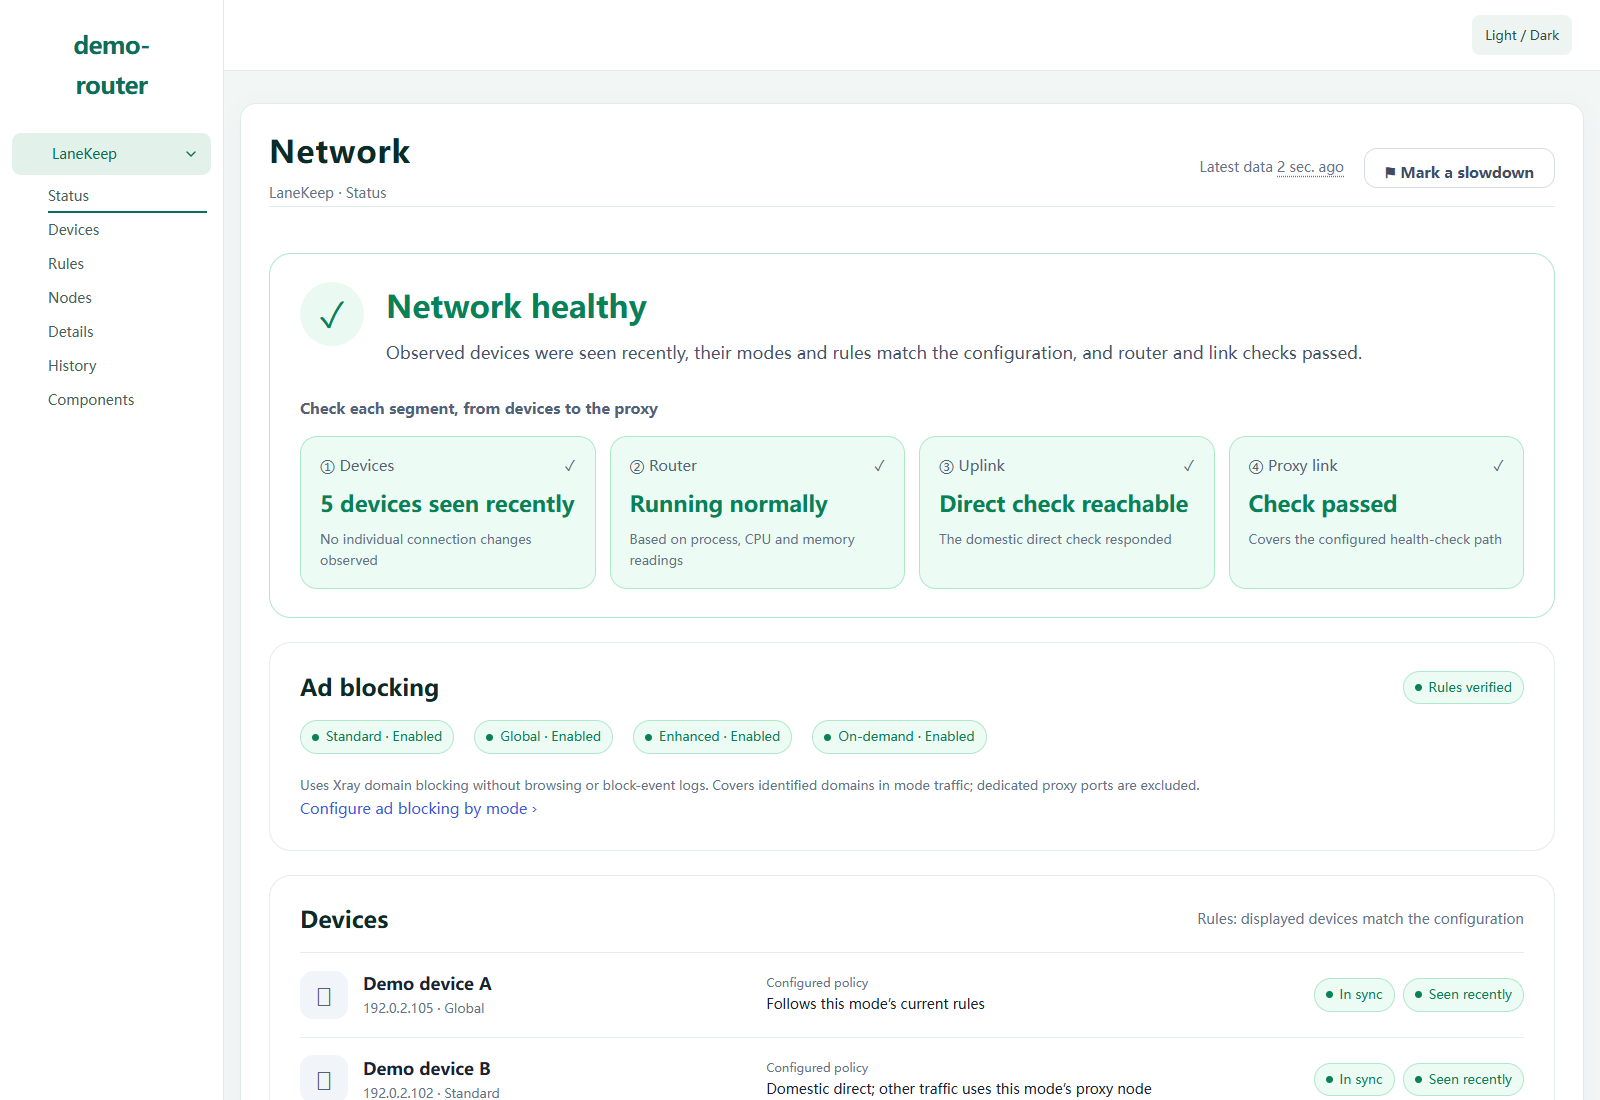 demo-
router
Light / Dark
LaneKeep
Status
Devices
Rules
Nodes
Details
History
Components
Network
LaneKeep · Status
Latest data 2 sec. ago
⚑ Mark a slowdown
✓
Network healthy
Observed devices were seen recently, their modes and rules match the configuration, and router and link checks passed.
Check each segment, from devices to the proxy
① Devices ✓
5 devices seen recently
No individual connection changes
observed
② Router ✓
Running normally
Based on process, CPU and memory
readings
③ Uplink ✓
Direct check reachable
The domestic direct check responded
④ Proxy link ✓
Check passed
Covers the configured health-check path
Ad blocking
Rules verified
Standard · Enabled
Global · Enabled
Enhanced · Enabled
On-demand · Enabled
Uses Xray domain blocking without browsing or block-event logs. Covers identified domains in mode traffic; dedicated proxy ports are excluded.
Configure ad blocking by mode ›
Devices
Rules: displayed devices match the configuration
Demo device A
192.0.2.105 · Global
Configured policy
Follows this mode's current rules
In sync
Seen recently
Demo device B
192.0.2.102 · Standard
Configured policy
Domestic direct; other traffic uses this mode's proxy node
In sync
Seen recently